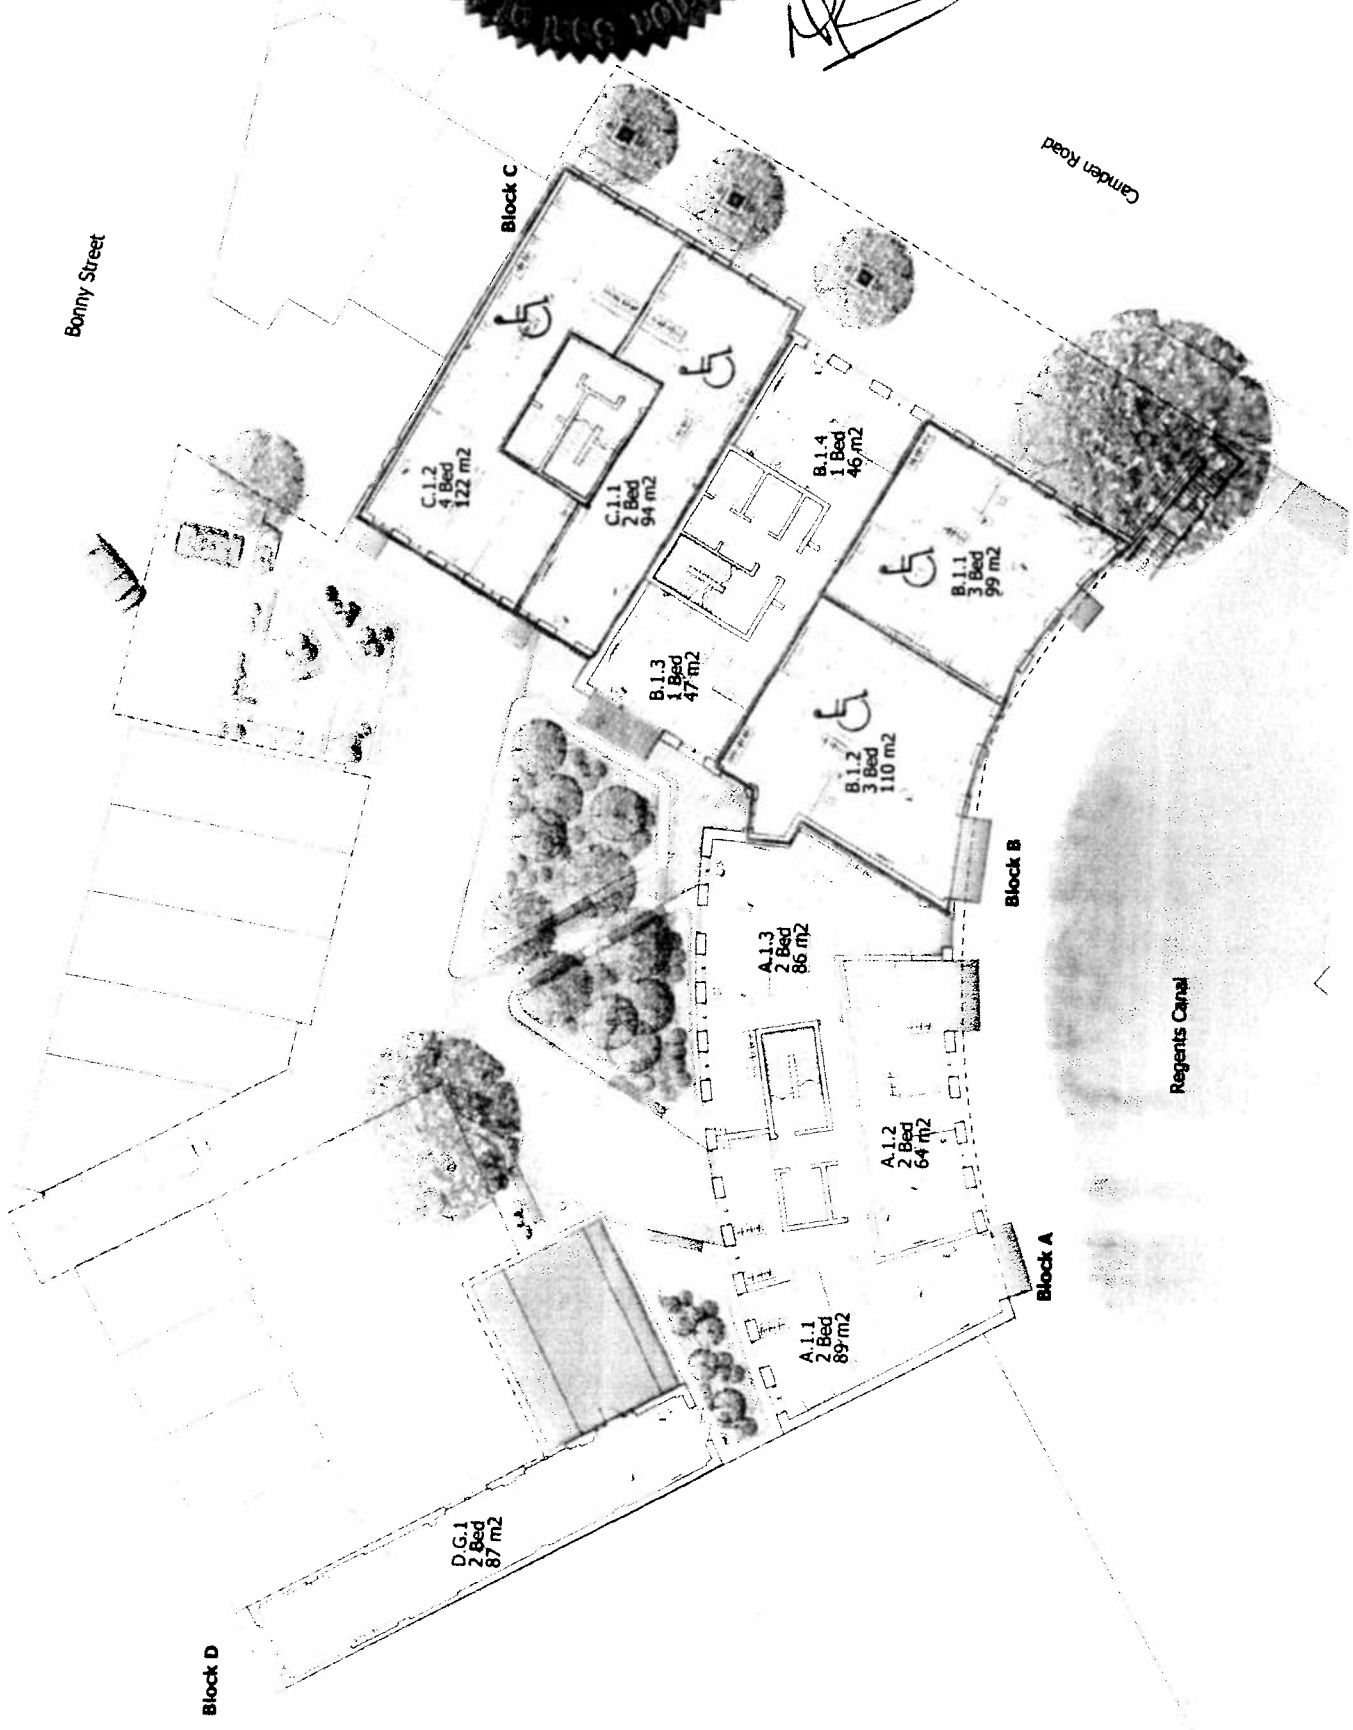 Bonny Street
Block C
Camden Road
C.1.2
4 Bed
122 m2
C.1.1
2 Bed
94 m2
B.1.4
1 Bed
46 m2
B.1.1
3 Bed
99 m2
B.1.3
1 Bed
47 m2
B.1.2
3 Bed
110 m2
Block B
A.1.3
2 Bed
86 m2
Regents Canal
A.1.2
2 Bed
64 m2
Block A
A.1.1
2 Bed
89 m2
D.G.1
2 Bed
87 m2
Block D